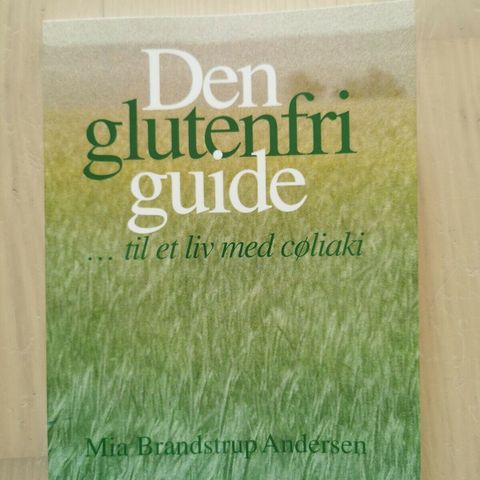 Den
glutenfri
guide
... til et liv med cøliaki
Mia Brandstrup Andersen